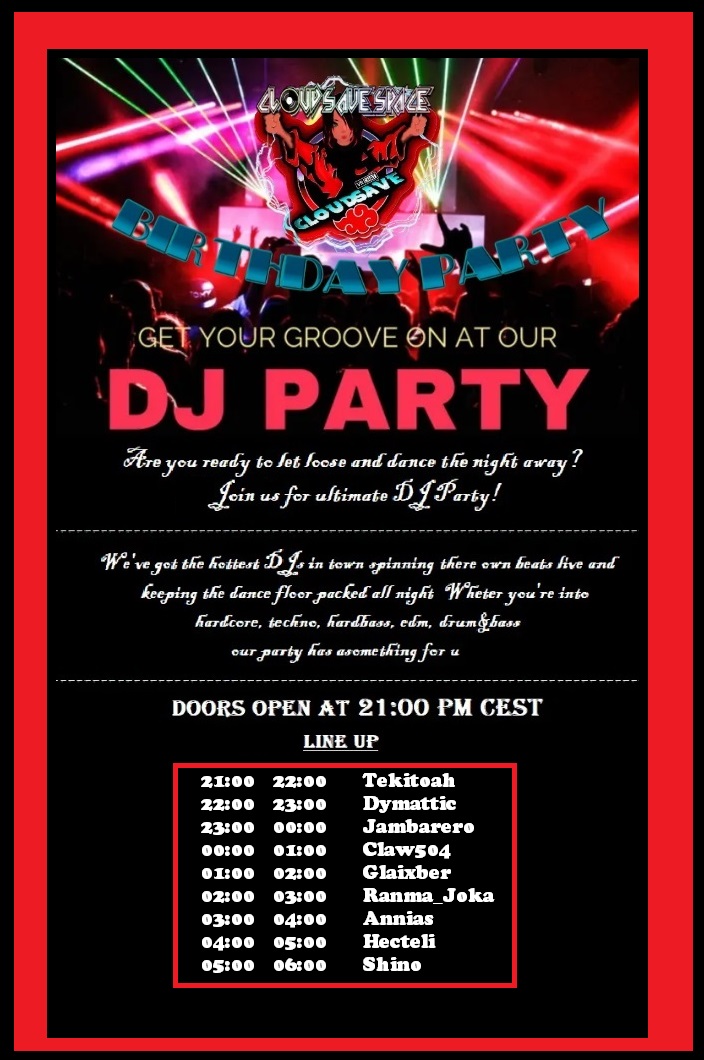 CLOUDSAVE SPACE
CLOUDSAVE
BIRTHDAY PARTY
GET YOUR GROOVE ON AT OUR
DJ PARTY
Are you ready to let loose and dance the night away?
Join us for ultimate DJ Party!
We've got the hottest DJs in town spinning there own beats live and
keeping the dance floor packed all night Wheter you're into
hardcore, techno, hardbass, edm, drum&bass
our party has asomething for u
DOORS OPEN AT 21:00 PM CEST
LINE UP
21:00 22:00 Tekitoah
22:00 23:00 Dymattic
23:00 00:00 Jambarero
00:00 01:00 Claw504
01:00 02:00 Glaixber
02:00 03:00 Ranma_Joka
03:00 04:00 Annias
04:00 05:00 Hecteli
05:00 06:00 Shino